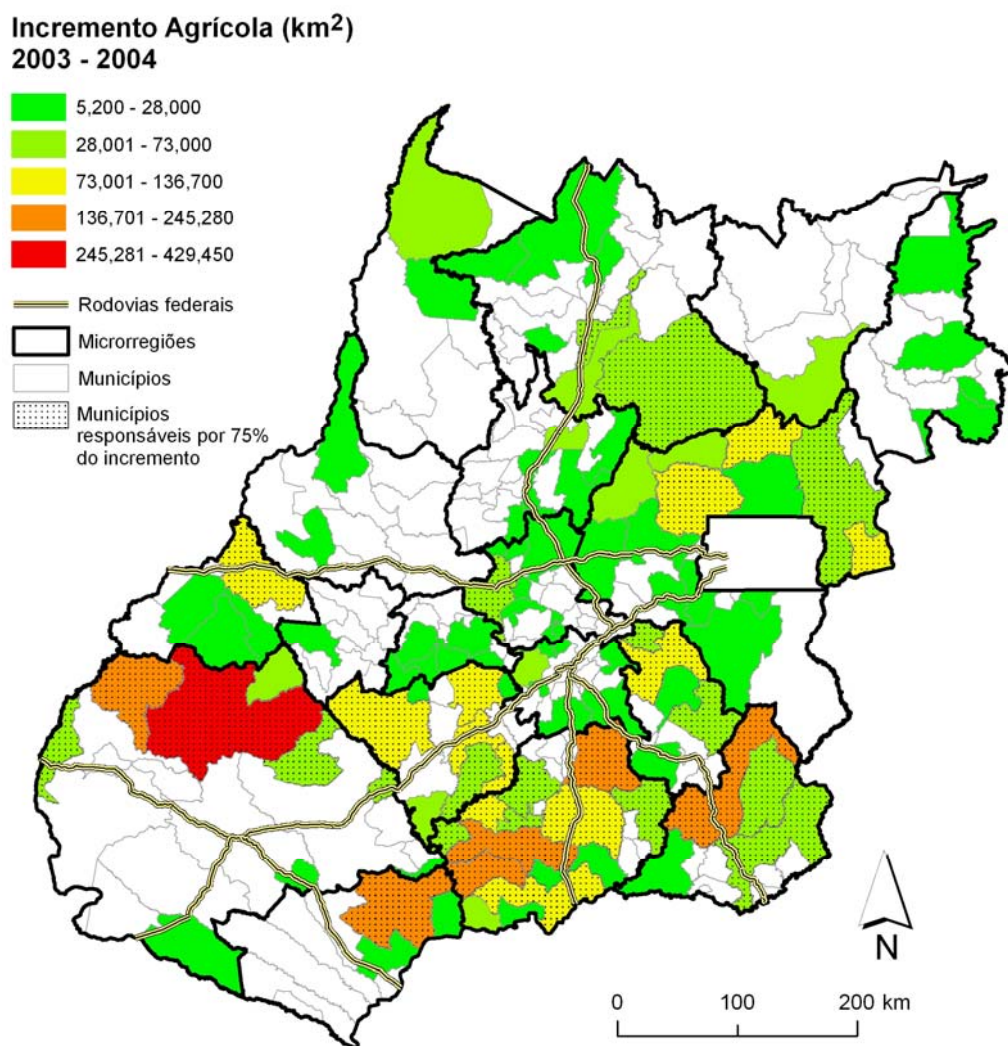 Incremento Agrícola (km²)
2003 - 2004
5,200 - 28,000
28,001 - 73,000
73,001 - 136,700
136,701 - 245,280
245,281 - 429,450
Rodovias federais
Microrregiões
Municípios
Municípios
responsáveis por 75%
do incremento
N
0 100 200 km